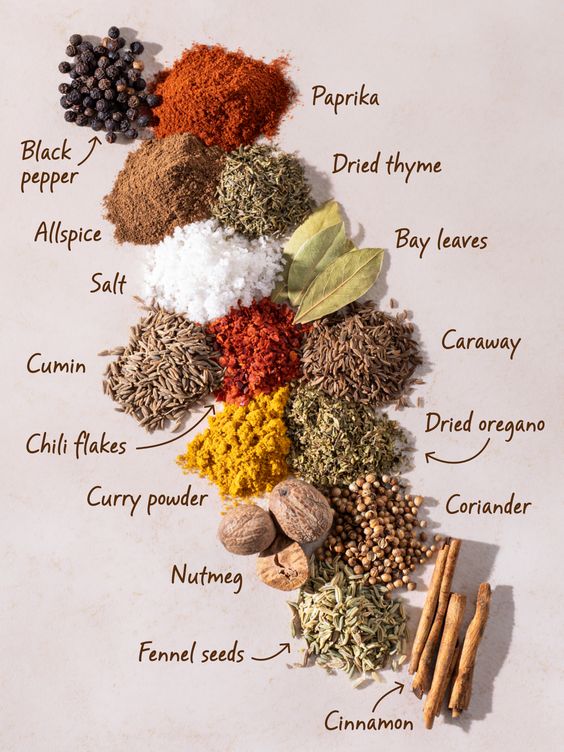 Paprika
Black
pepper
Dried thyme
Allspice
Bay leaves
Salt
Caraway
Cumin
Dried oregano
Chili flakes
Curry powder
Coriander
Nutmeg
Fennel seeds
Cinnamon